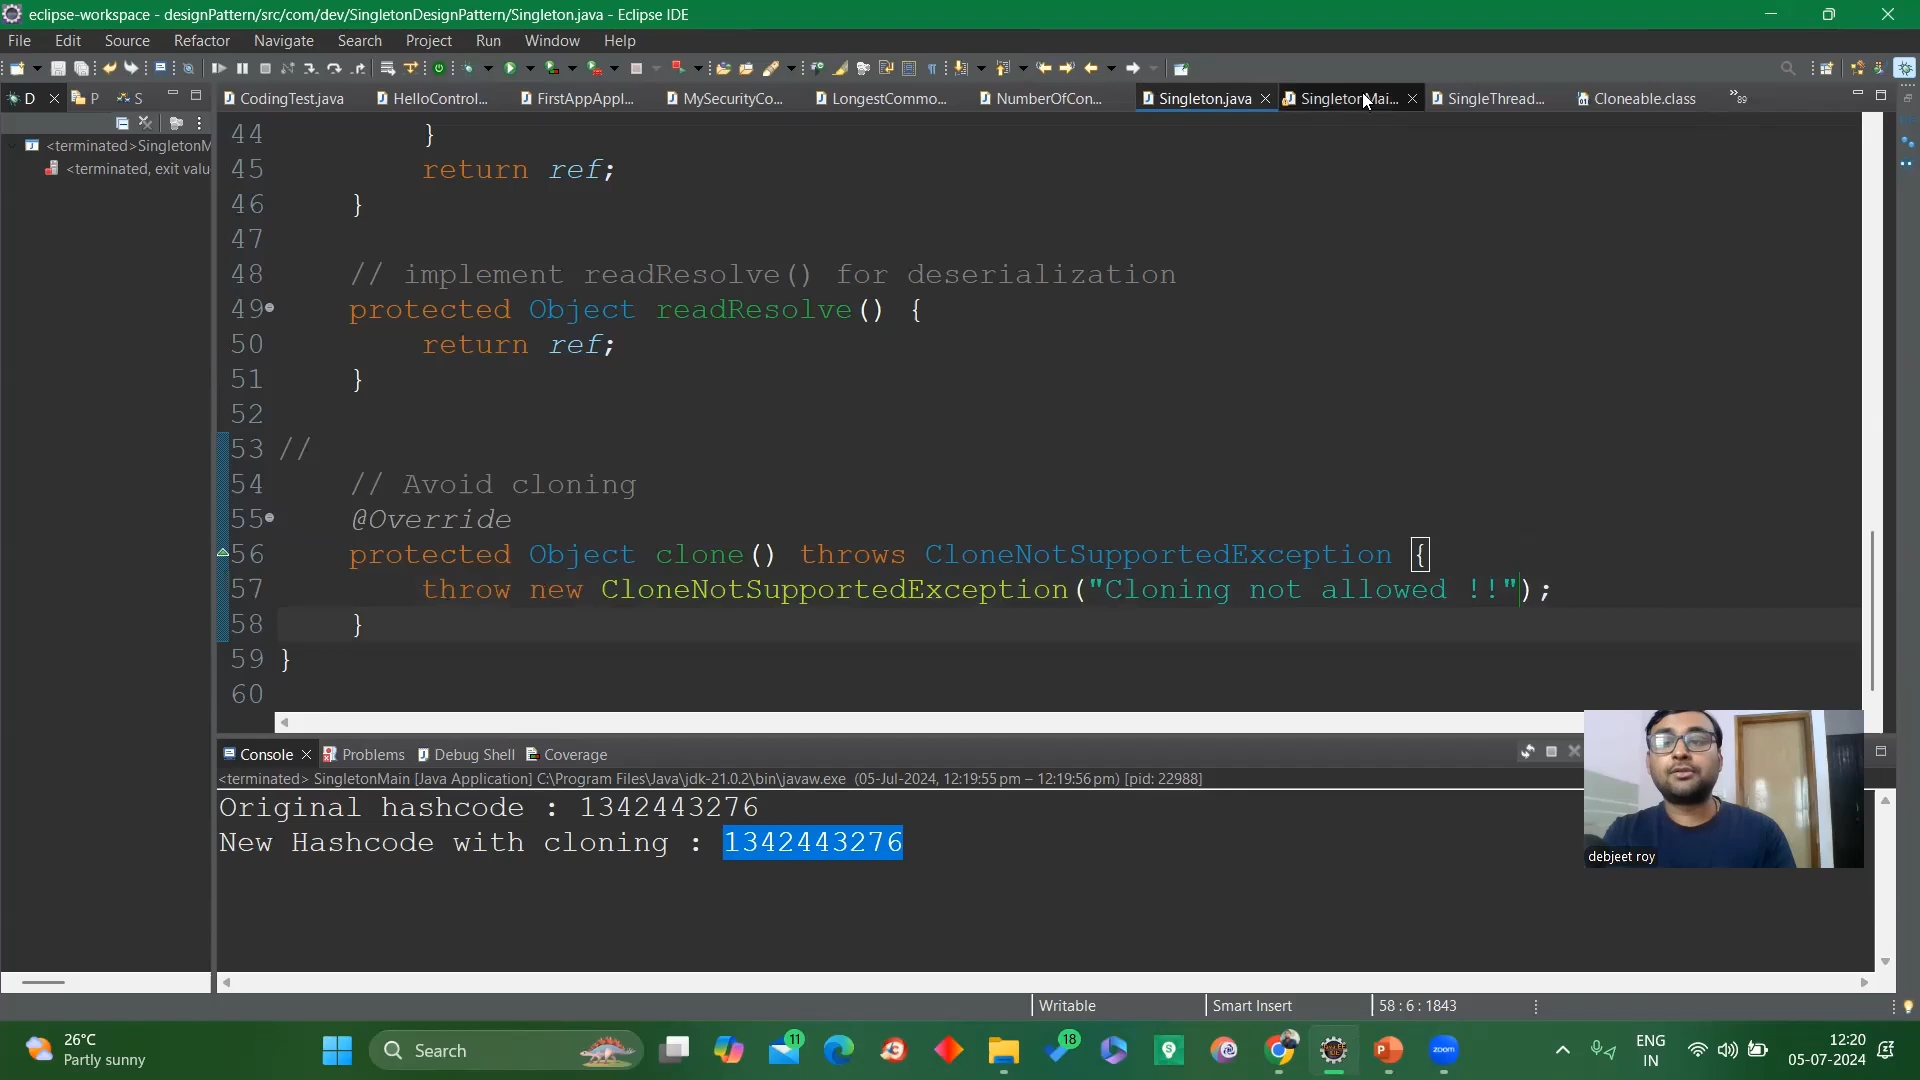 eclipse-workspace - designPattern/src/com/dev/SingletonDesignPattern/Singleton.java - Eclipse IDE
File Edit Source Refactor Navigate Search Project Run Window Help
D P S CodingTest.java HelloControl... FirstAppAppl... MySecurityCo... LongestCommo... NumberOfCon... Singleton.java SingletonMai... SingleThread... Cloneable.class »89
<terminated>SingletonM
<terminated, exit valu
44 }
45 return ref;
46 }
47
48 // implement readResolve() for deserialization
49 protected Object readResolve() {
50 return ref;
51 }
52
53 //
54 // Avoid cloning
55 @Override
56 protected Object clone() throws CloneNotSupportedException {
57 throw new CloneNotSupportedException("Cloning not allowed !!");
58 }
59 }
60
Console Problems Debug Shell Coverage
<terminated> SingletonMain [Java Application] C:\Program Files\Java\jdk-21.0.2\bin\javaw.exe (05-Jul-2024, 12:19:55 pm – 12:19:56 pm) [pid: 22988]
Original hashcode : 1342443276
New Hashcode with cloning : 1342443276
debjeet roy
Writable Smart Insert 58 : 6 : 1843
26°C
Partly sunny
Search
11
18
zoom
ENG
IN
12:20
05-07-2024